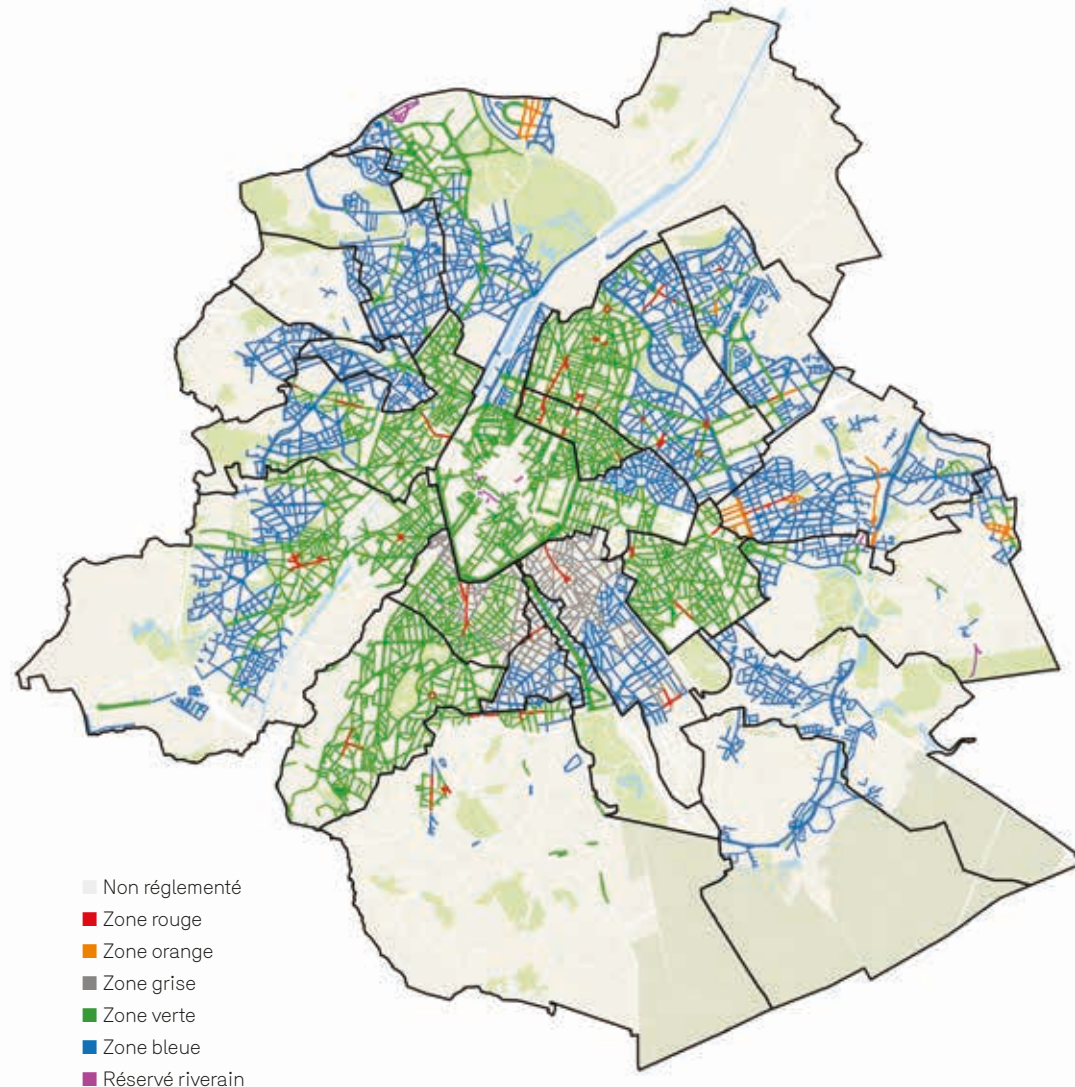 Non réglementé
Zone rouge
Zone orange
Zone grise
Zone verte
Zone bleue
Réservé riverain